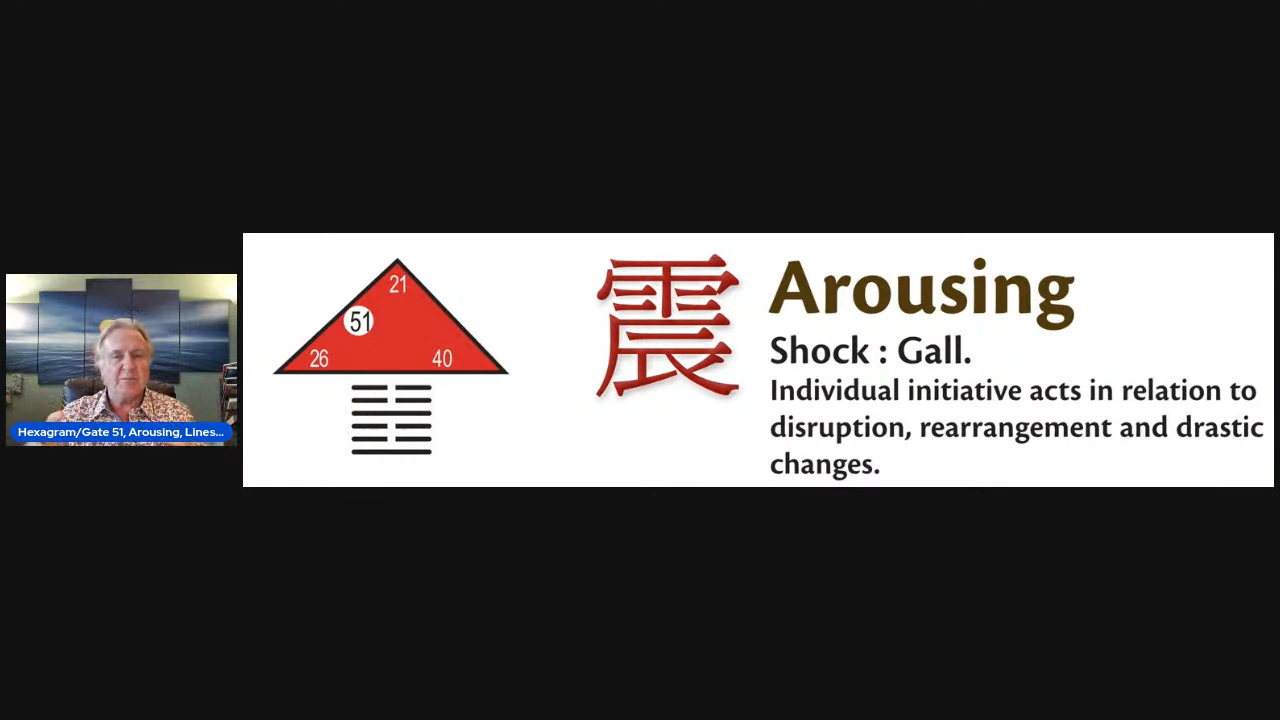 Hexagram/Gate 51, Arousing, Lines...
21
51
26 40
震
Arousing
Shock : Gall.
Individual initiative acts in relation to
disruption, rearrangement and drastic
changes.